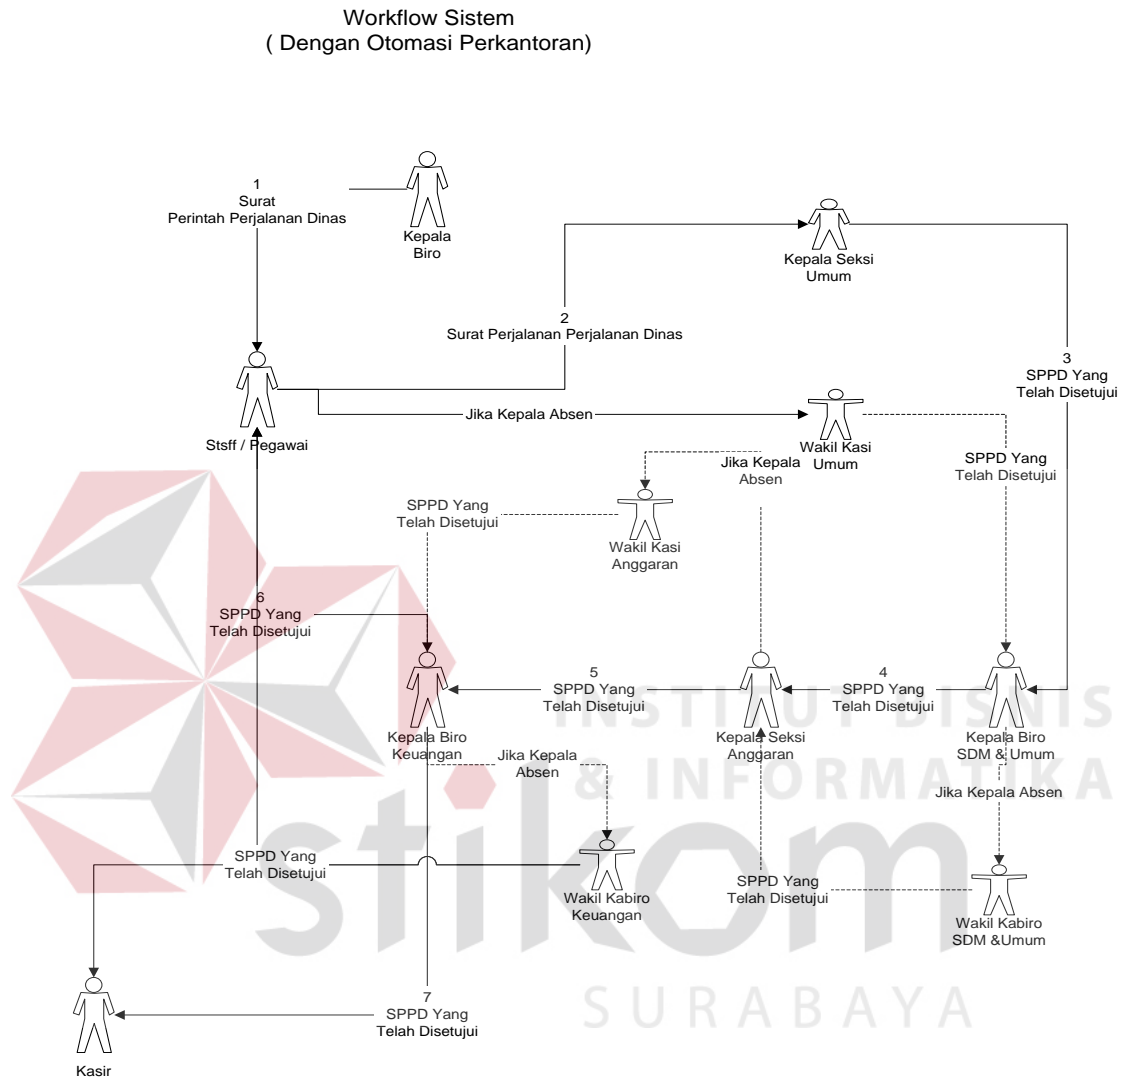 Workflow Sistem
( Dengan Otomasi Perkantoran)
1
Surat
Perintah Perjalanan Dinas
Kepala
Biro
Kepala Seksi
Umum
2
Surat Perjalanan Perjalanan Dinas
3
SPPD Yang
Telah Disetujui
Stsff / Pegawai
Jika Kepala Absen
Wakil Kasi
Umum
Jika Kepala
Absen
SPPD Yang
Telah Disetujui
SPPD Yang
Telah Disetujui
Wakil Kasi
Anggaran
6
SPPD Yang
Telah Disetujui
5
SPPD Yang
Telah Disetujui
4
SPPD Yang
Telah Disetujui
Kepala Biro
Keuangan
Kepala Seksi
Anggaran
Kepala Biro
SDM & Umum
Jika Kepala
Absen
Jika Kepala Absen
SPPD Yang
Telah Disetujui
Wakil Kabiro
Keuangan
SPPD Yang
Telah Disetujui
Wakil Kabiro
SDM &Umum
7
SPPD Yang
Telah Disetujui
Kasir
INSTITUT BISNIS
& INFORMATIKA
stikom
SURABAYA